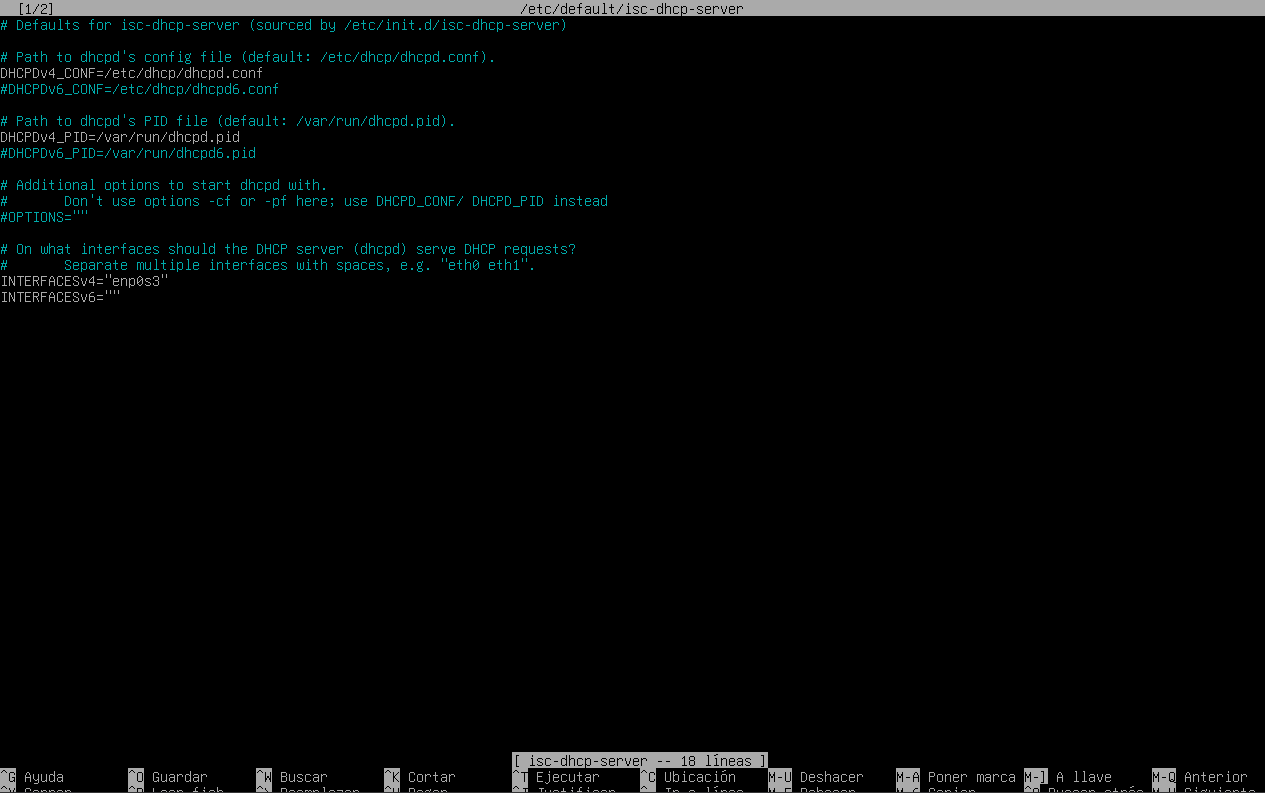 [1/2] /etc/default/isc-dhcp-server
# Defaults for isc-dhcp-server (sourced by /etc/init.d/isc-dhcp-server)
# Path to dhcpd's config file (default: /etc/dhcp/dhcpd.conf).
DHCPDv4_CONF=/etc/dhcp/dhcpd.conf
#DHCPDv6_CONF=/etc/dhcp/dhcpd6.conf
# Path to dhcpd's PID file (default: /var/run/dhcpd.pid).
DHCPDv4_PID=/var/run/dhcpd.pid
#DHCPDv6_PID=/var/run/dhcpd6.pid
# Additional options to start dhcpd with.
#       Don't use options -cf or -pf here; use DHCPD_CONF/ DHCPD_PID instead
#OPTIONS=""
# On what interfaces should the DHCP server (dhcpd) serve DHCP requests?
#       Separate multiple interfaces with spaces, e.g. "eth0 eth1".
INTERFACESv4="enp0s3"
INTERFACESv6=""
[ isc-dhcp-server -- 18 líneas ]
^G Ayuda ^O Guardar ^W Buscar ^K Cortar ^T Ejecutar ^C Ubicación M-U Deshacer M-A Poner marca M-] A llave M-Q Anterior